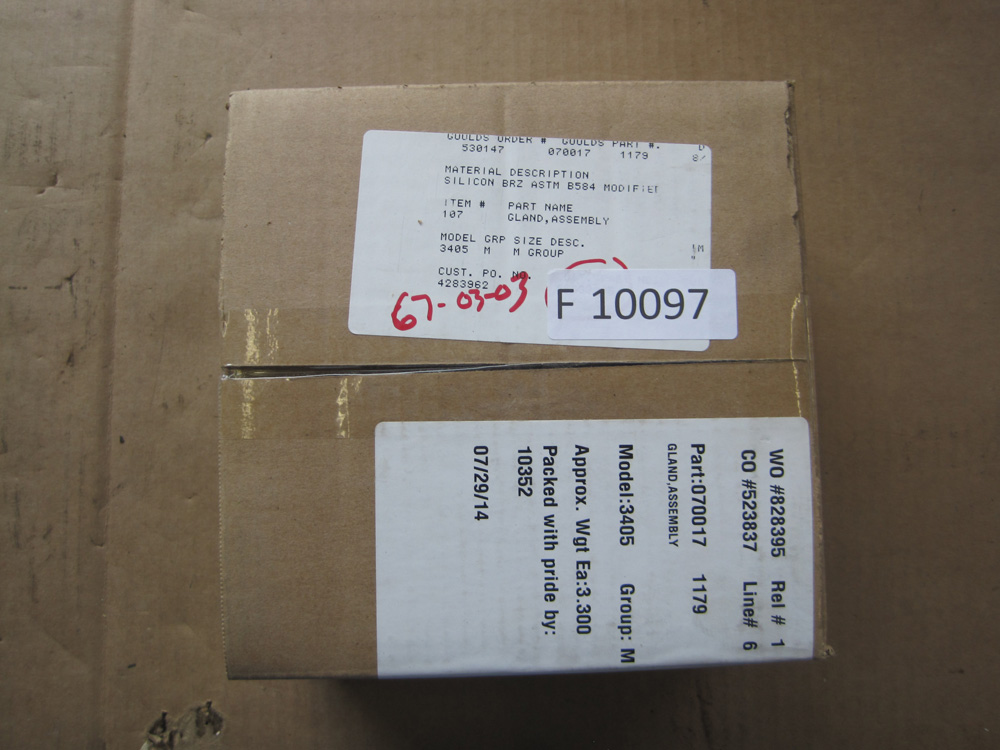 GOULDS ORDER # GOULDS PART #.
530147 070017 1179 8/
MATERIAL DESCRIPTION
SILICON BRZ ASTM B584 MODIFIED
ITEM # PART NAME
107 GLAND,ASSEMBLY
MODEL GRP SIZE DESC.
3405 M M GROUP
CUST. PO. NO.
4283962
67-03-03
F 10097
WO #828395 Rel # 1
CO #523837 Line# 6
Part:070017 1179
GLAND,ASSEMBLY
Model:3405 Group: M
Approx. Wgt Ea:3.300
Packed with pride by:
10352
07/29/14